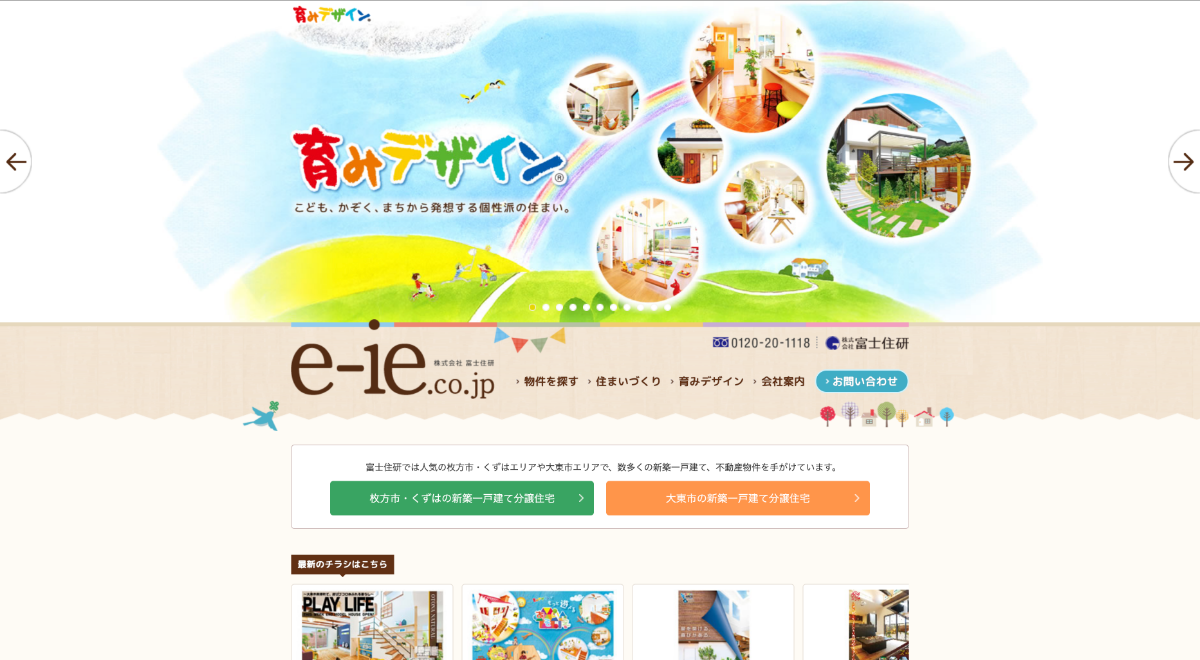 育みデザイン®
育みデザイン®
こども、かぞく、まちから発想する個性派の住まい。
0120-20-1118
株式会社 富士住研
e-ie.co.jp
株式会社 富士住研
物件を探す
住まいづくり
育みデザイン
会社案内
お問い合わせ
富士住研では人気の枚方市・くずはエリアや大東市エリアで、数多くの新築一戸建て、不動産物件を手がけています。
枚方市・くずはの新築一戸建て分譲住宅
大東市の新築一戸建て分譲住宅
最新のチラシはこちら
PLAY LIFE